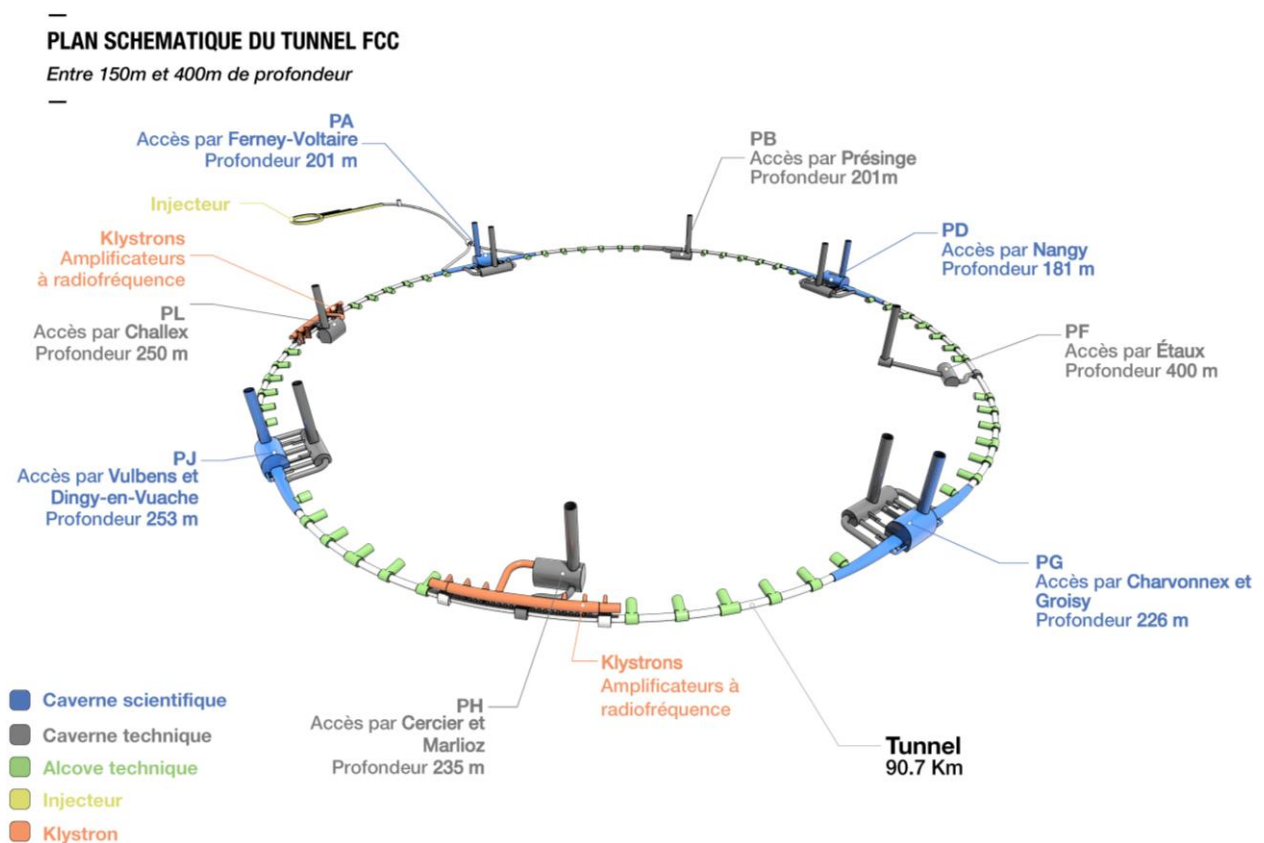 PLAN SCHEMATIQUE DU TUNNEL FCC
Entre 150m et 400m de profondeur
PA
Accès par Ferney-Voltaire
Profondeur 201 m
PB
Accès par Présinge
Profondeur 201m
Injecteur
PD
Accès par Nangy
Profondeur 181 m
Klystrons
Amplificateurs
à radiofréquence
PL
Accès par Challex
Profondeur 250 m
PF
Accès par Étaux
Profondeur 400 m
PJ
Accès par Vulbens et
Dingy-en-Vuache
Profondeur 253 m
PG
Accès par Charvonnex et
Groisy
Profondeur 226 m
Klystrons
Amplificateurs à
radiofréquence
PH
Accès par Cercier et
Marlioz
Profondeur 235 m
Tunnel
90.7 Km
Caverne scientifique
Caverne technique
Alcove technique
Injecteur
Klystron